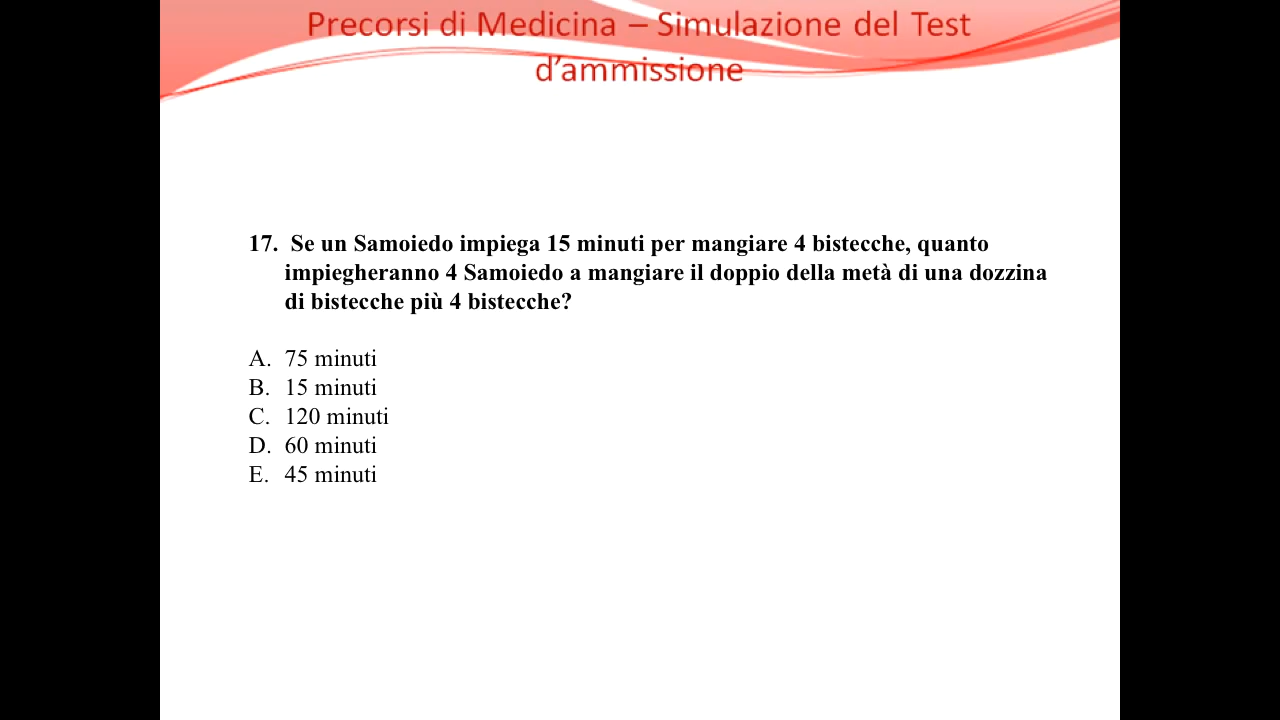 Precorsi di Medicina – Simulazione del Test
d’ammissione
17. Se un Samoiedo impiega 15 minuti per mangiare 4 bistecche, quanto
impiegheranno 4 Samoiedo a mangiare il doppio della metà di una dozzina
di bistecche più 4 bistecche?
A. 75 minuti
B. 15 minuti
C. 120 minuti
D. 60 minuti
E. 45 minuti